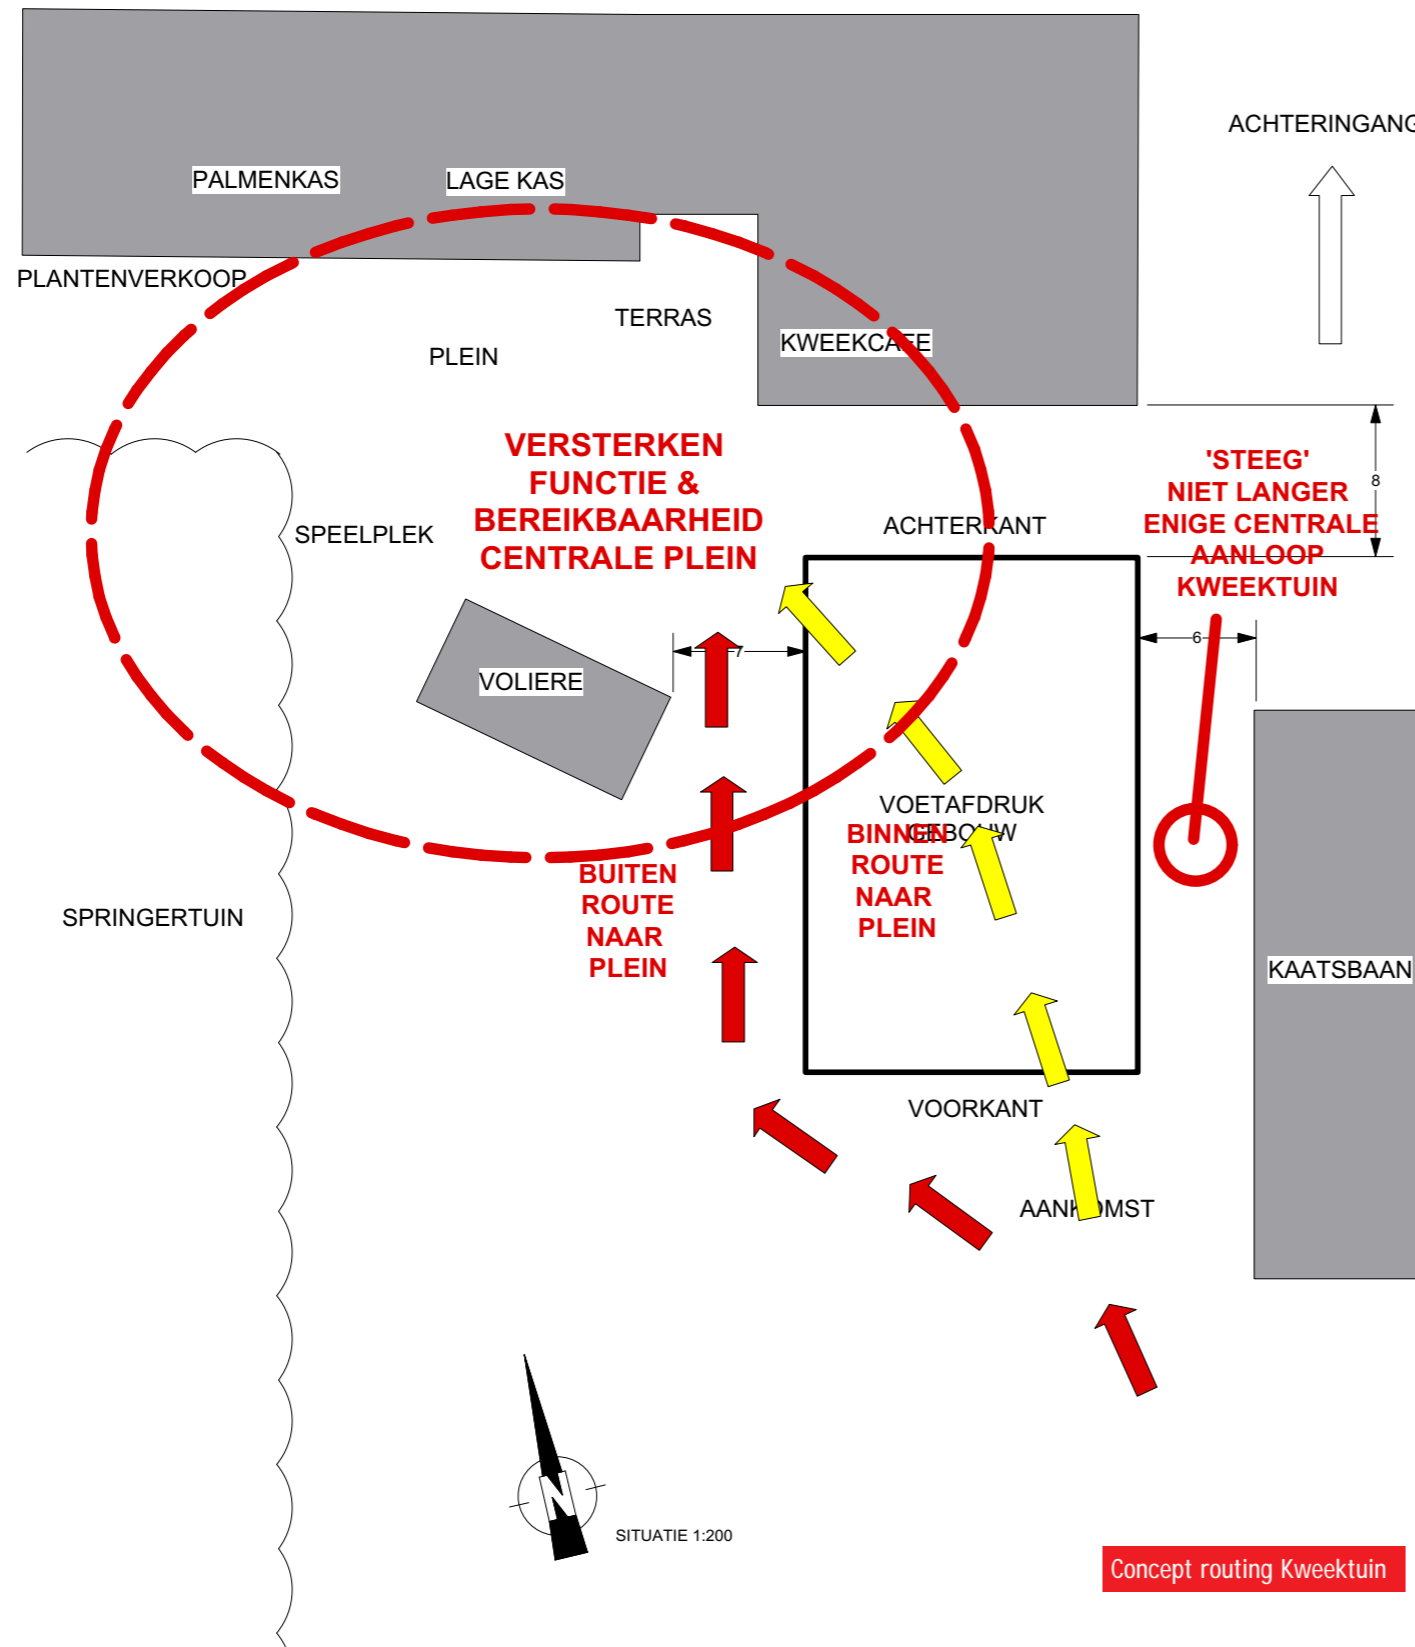 ACHTERINGANG
PALMENKAS
LAGE KAS
PLANTENVERKOOP
TERRAS
PLEIN
KWEEKCAFE
VERSTERKEN
FUNCTIE &
BEREIKBAARHEID
CENTRALE PLEIN
'STEEG'
NIET LANGER
ENIGE CENTRALE
AANLOOP
KWEEKTUIN
8
SPEELPLEK
ACHTERKANT
7
6
VOLIERE
VOETAFDRUK
GEBOUW
BINNEN
ROUTE
NAAR
PLEIN
BUITEN
ROUTE
NAAR
PLEIN
SPRINGERTUIN
KAATSBAAN
VOORKANT
AANKOMST
SITUATIE 1:200
Concept routing Kweektuin